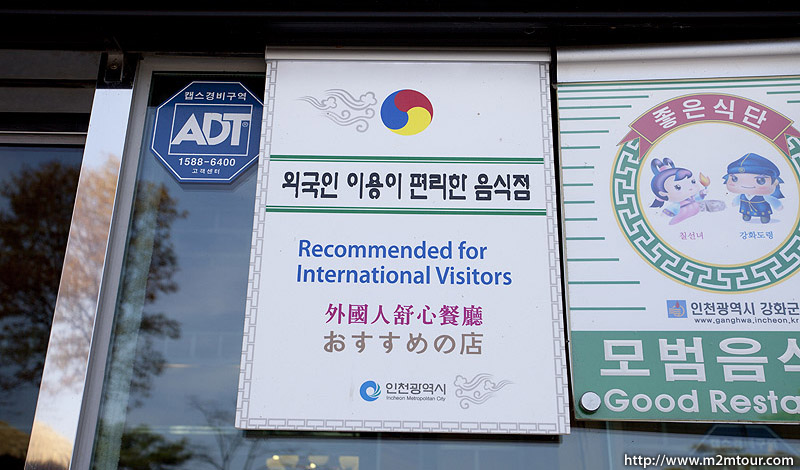 캡스경비구역
ADT
1588-6400
고객센터
외국인 이용이 편리한 음식점
Recommended for
International Visitors
外國人舒心餐廳
おすすめの店
인천광역시
Incheon Metropolitan City
좋은식단
칠선녀
강화도령
인천광역시 강화군
www.ganghwa.incheon.kr
모범음식
Good Resta
http://www.m2mtour.com